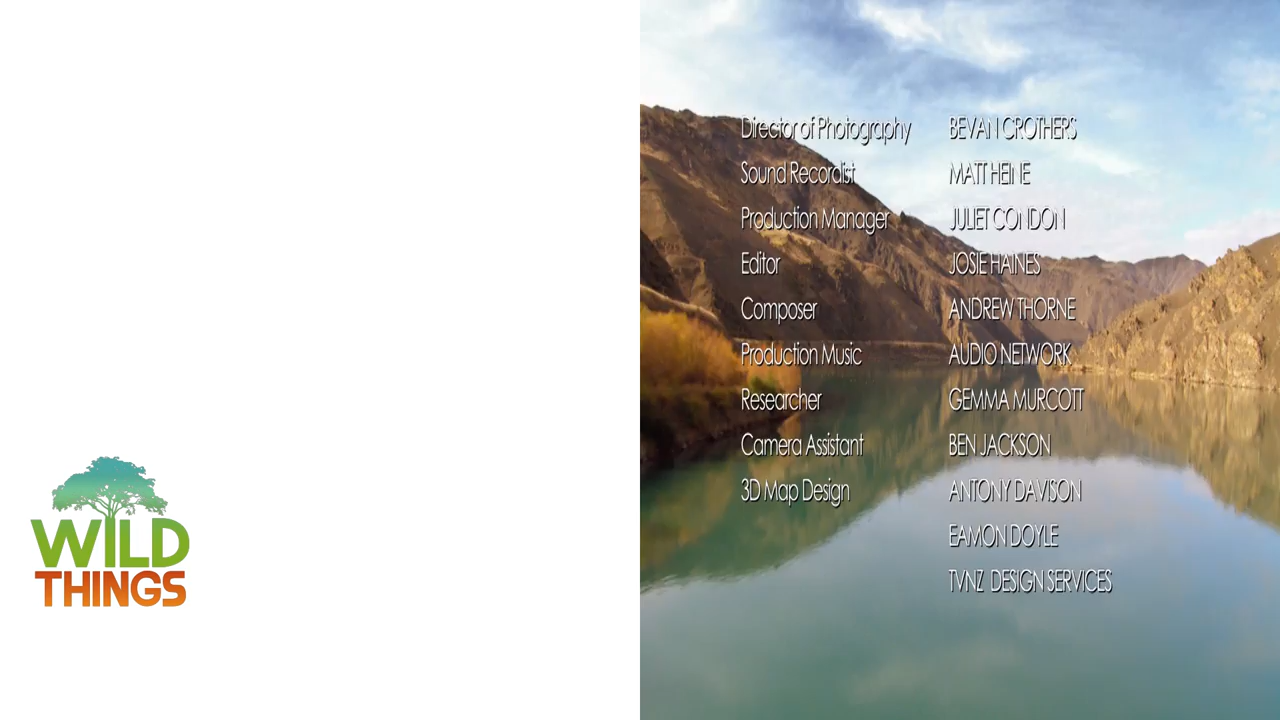 Director of Photography BEVAN CROTHERS
Sound Recordist MATT HEINE
Production Manager JULIET CONDON
Editor JOSIE HAINES
Composer ANDREW THORNE
Production Music AUDIO NETWORK
Researcher GEMMA MURCOTT
Camera Assistant BEN JACKSON
3D Map Design ANTONY DAVISON
EAMON DOYLE
TVNZ DESIGN SERVICES
WILD
THINGS